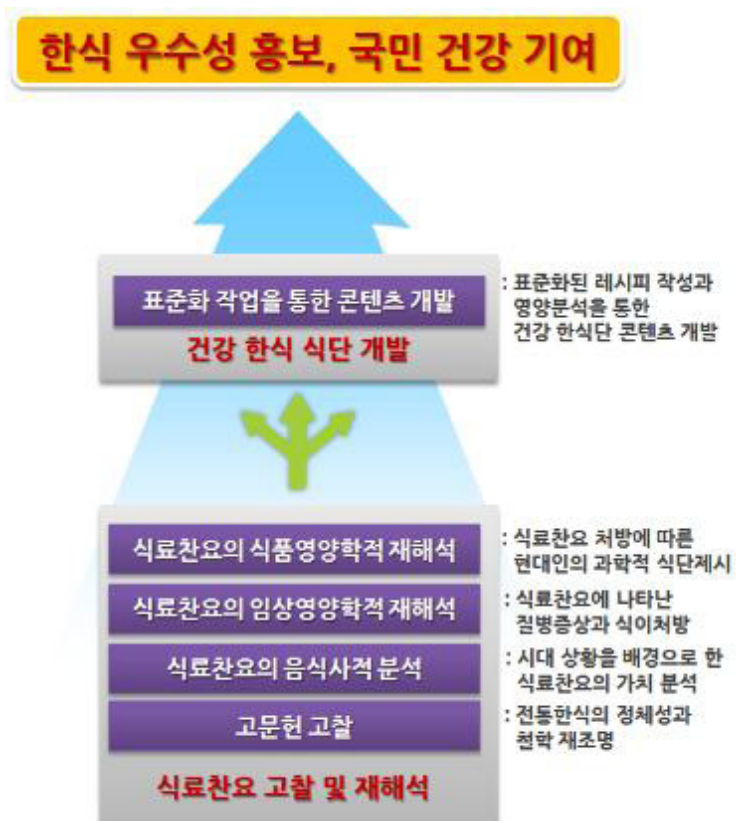 한식 우수성 홍보, 국민 건강 기여
표준화 작업을 통한 콘텐츠 개발
건강 한식 식단 개발
: 표준화된 레시피 작성과
영양분석을 통한
건강 한식단 콘텐츠 개발
식료찬요의 식품영양학적 재해석
: 식료찬요 처방에 따른
현대인의 과학적 식단제시
식료찬요의 임상영양학적 재해석
: 식료찬요에 나타난
질병증상과 식이처방
식료찬요의 음식사적 분석
: 시대 상황을 배경으로 한
식료찬요의 가치 분석
고문헌 고찰
: 전통한식의 정체성과
철학 재조명
식료찬요 고찰 및 재해석